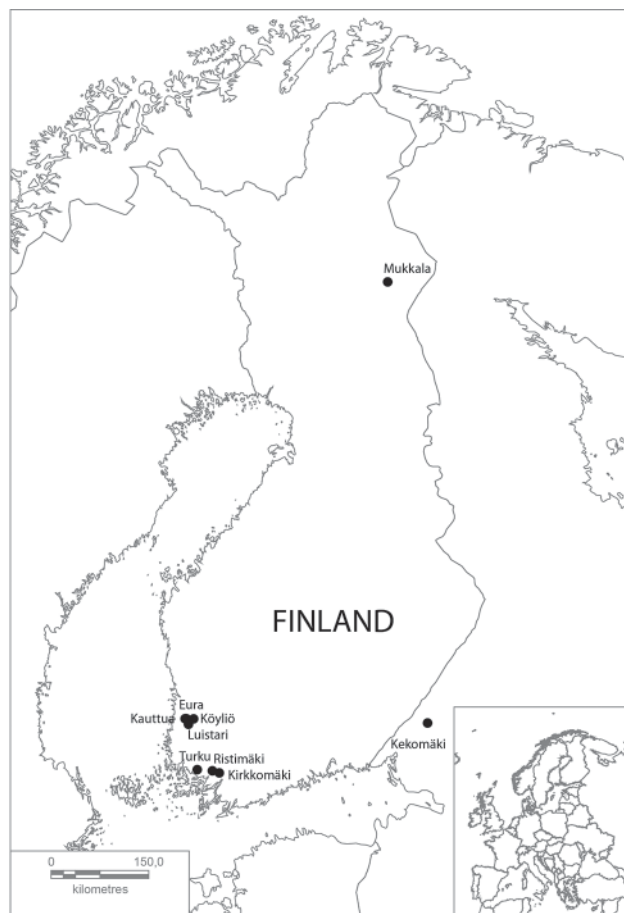 Mukkala
FINLAND
Eura
Kauttua
Köyliö
Luistari
Kekomäki
Turku
Ristimäki
Kirkkomäki
0 150,0
kilometres